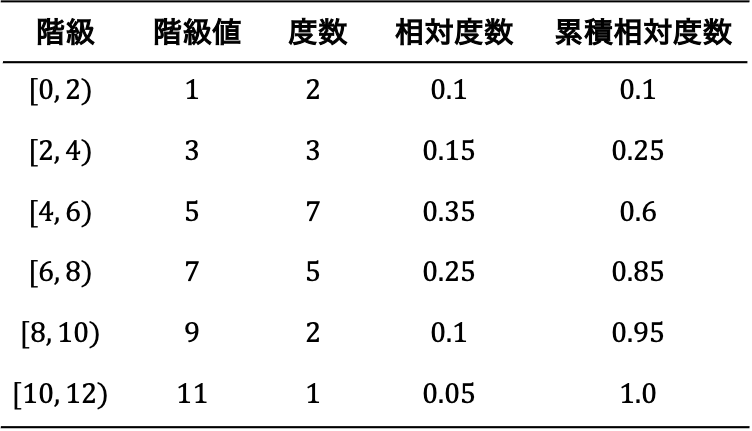 階級 階級値 度数 相対度数 累積相対度数
[0, 2) 1 2 0.1 0.1
[2, 4) 3 3 0.15 0.25
[4, 6) 5 7 0.35 0.6
[6, 8) 7 5 0.25 0.85
[8, 10) 9 2 0.1 0.95
[10, 12) 11 1 0.05 1.0